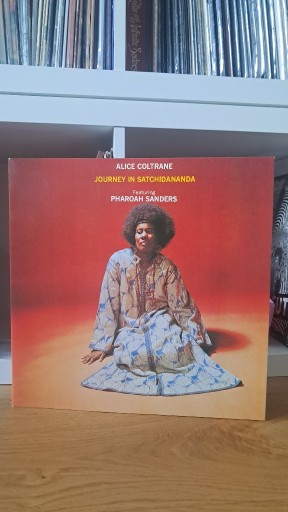 ALICE COLTRANE
JOURNEY IN SATCHIDANANDA
Featuring
PHAROAH SANDERS